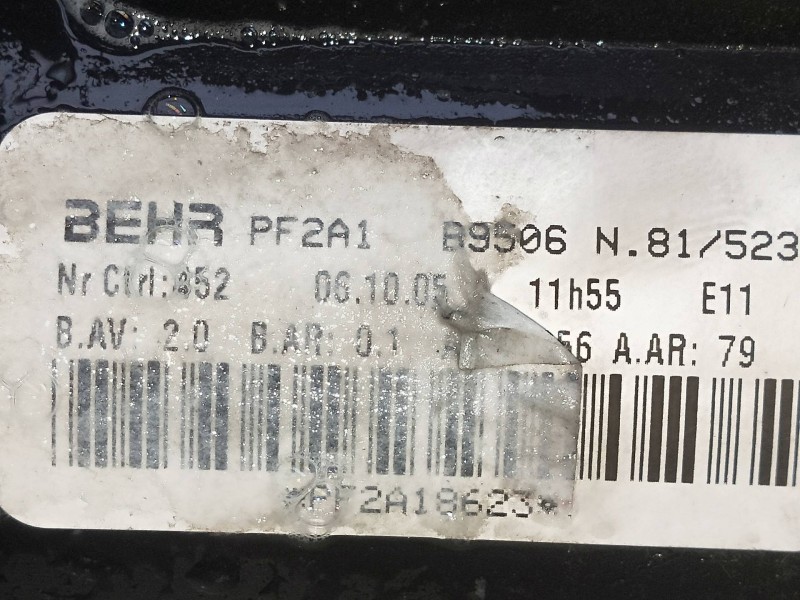 BEHR PF2A1 B9506 N.81/523
Nr Ctrl:452 06.10.05 11h55 E11
B.AV: 2.0 B.AR: 0.1 56 A.AR: 79
*PF2A18623*